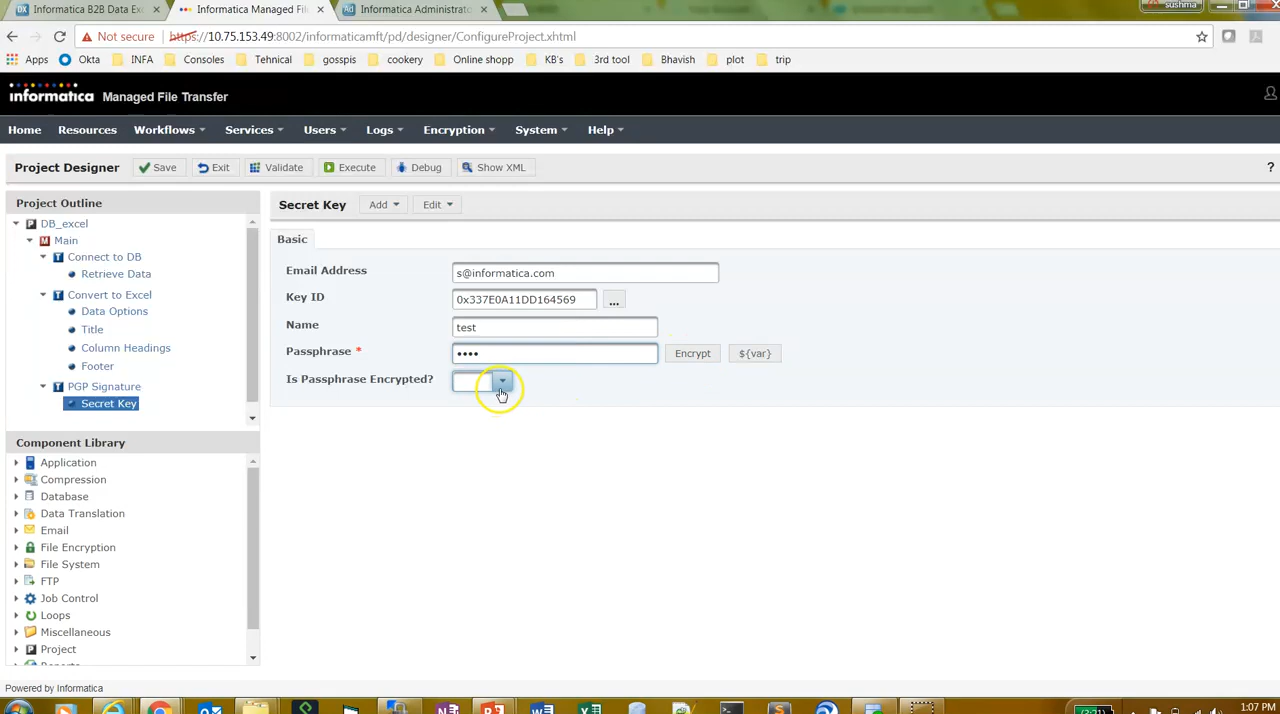 Informatica B2B Data Ex
Informatica Managed Fil
Informatica Administrato
sushma
Not secure
https://10.75.153.49:8002/informaticamft/pd/designer/ConfigureProject.xhtml
Apps
Okta
INFA
Consoles
Tehnical
gosspis
cookery
Online shopp
KB's
3rd tool
Bhavish
plot
trip
informatica Managed File Transfer
Home
Resources
Workflows
Services
Users
Logs
Encryption
System
Help
Project Designer
Save
Exit
Validate
Execute
Debug
Show XML
?
Project Outline
DB_excel
Main
Connect to DB
Retrieve Data
Convert to Excel
Data Options
Title
Column Headings
Footer
PGP Signature
Secret Key
Secret Key
Add
Edit
Basic
Email Address
s@informatica.com
Key ID
0x337E0A11DD164569
...
Name
test
Passphrase *
••••
Encrypt
${var}
Is Passphrase Encrypted?
Component Library
Application
Compression
Database
Data Translation
Email
File Encryption
File System
FTP
Job Control
Loops
Miscellaneous
Project
Powered by Informatica
1:07 PM